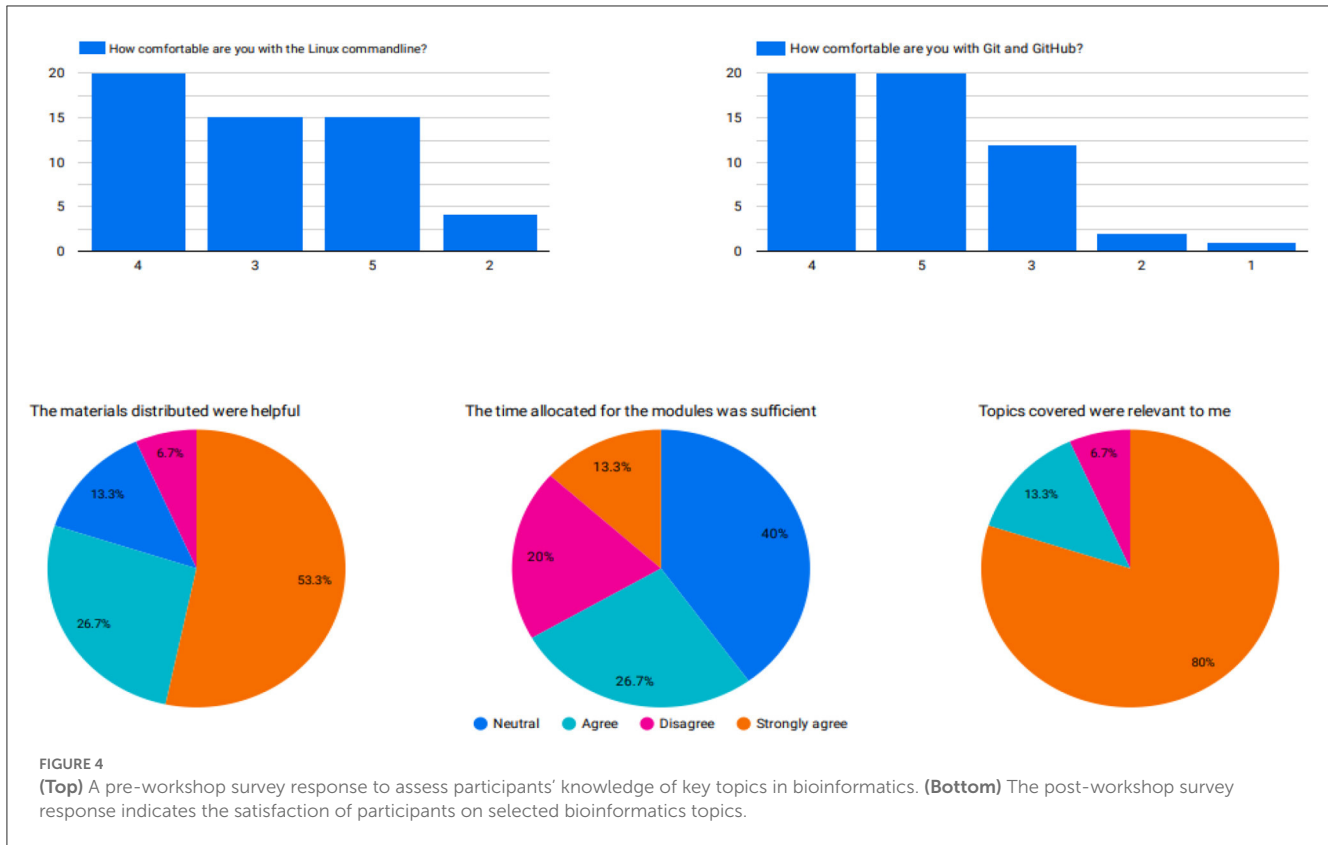 How comfortable are you with the Linux commandline?
20
15
10
5
0
4 3 5 2
How comfortable are you with Git and GitHub?
20
15
10
5
0
4 5 3 2 1
The materials distributed were helpful
6.7%
13.3%
53.3%
26.7%
The time allocated for the modules was sufficient
13.3%
40%
20%
26.7%
Topics covered were relevant to me
6.7%
13.3%
80%
Neutral Agree Disagree Strongly agree
FIGURE 4
(Top) A pre-workshop survey response to assess participants' knowledge of key topics in bioinformatics. (Bottom) The post-workshop survey
response indicates the satisfaction of participants on selected bioinformatics topics.